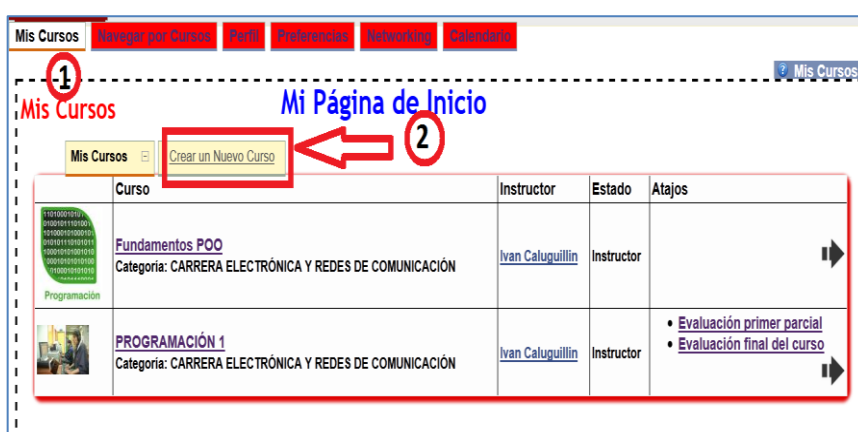 Mis Cursos Navegar por Cursos Perfil Preferencias Networking Calendario
1
Mis Cursos
Mis Cursos
Mi Página de Inicio
2
Mis Cursos Crear un Nuevo Curso
Curso Instructor Estado Atajos
Programación
Fundamentos POO
Categoria: CARRERA ELECTRÓNICA Y REDES DE COMUNICACIÓN
Ivan Caluguillin
Instructor
PROGRAMACIÓN 1
Categoria: CARRERA ELECTRÓNICA Y REDES DE COMUNICACIÓN
Ivan Caluguillin
Instructor
Evaluación primer parcial
Evaluación final del curso